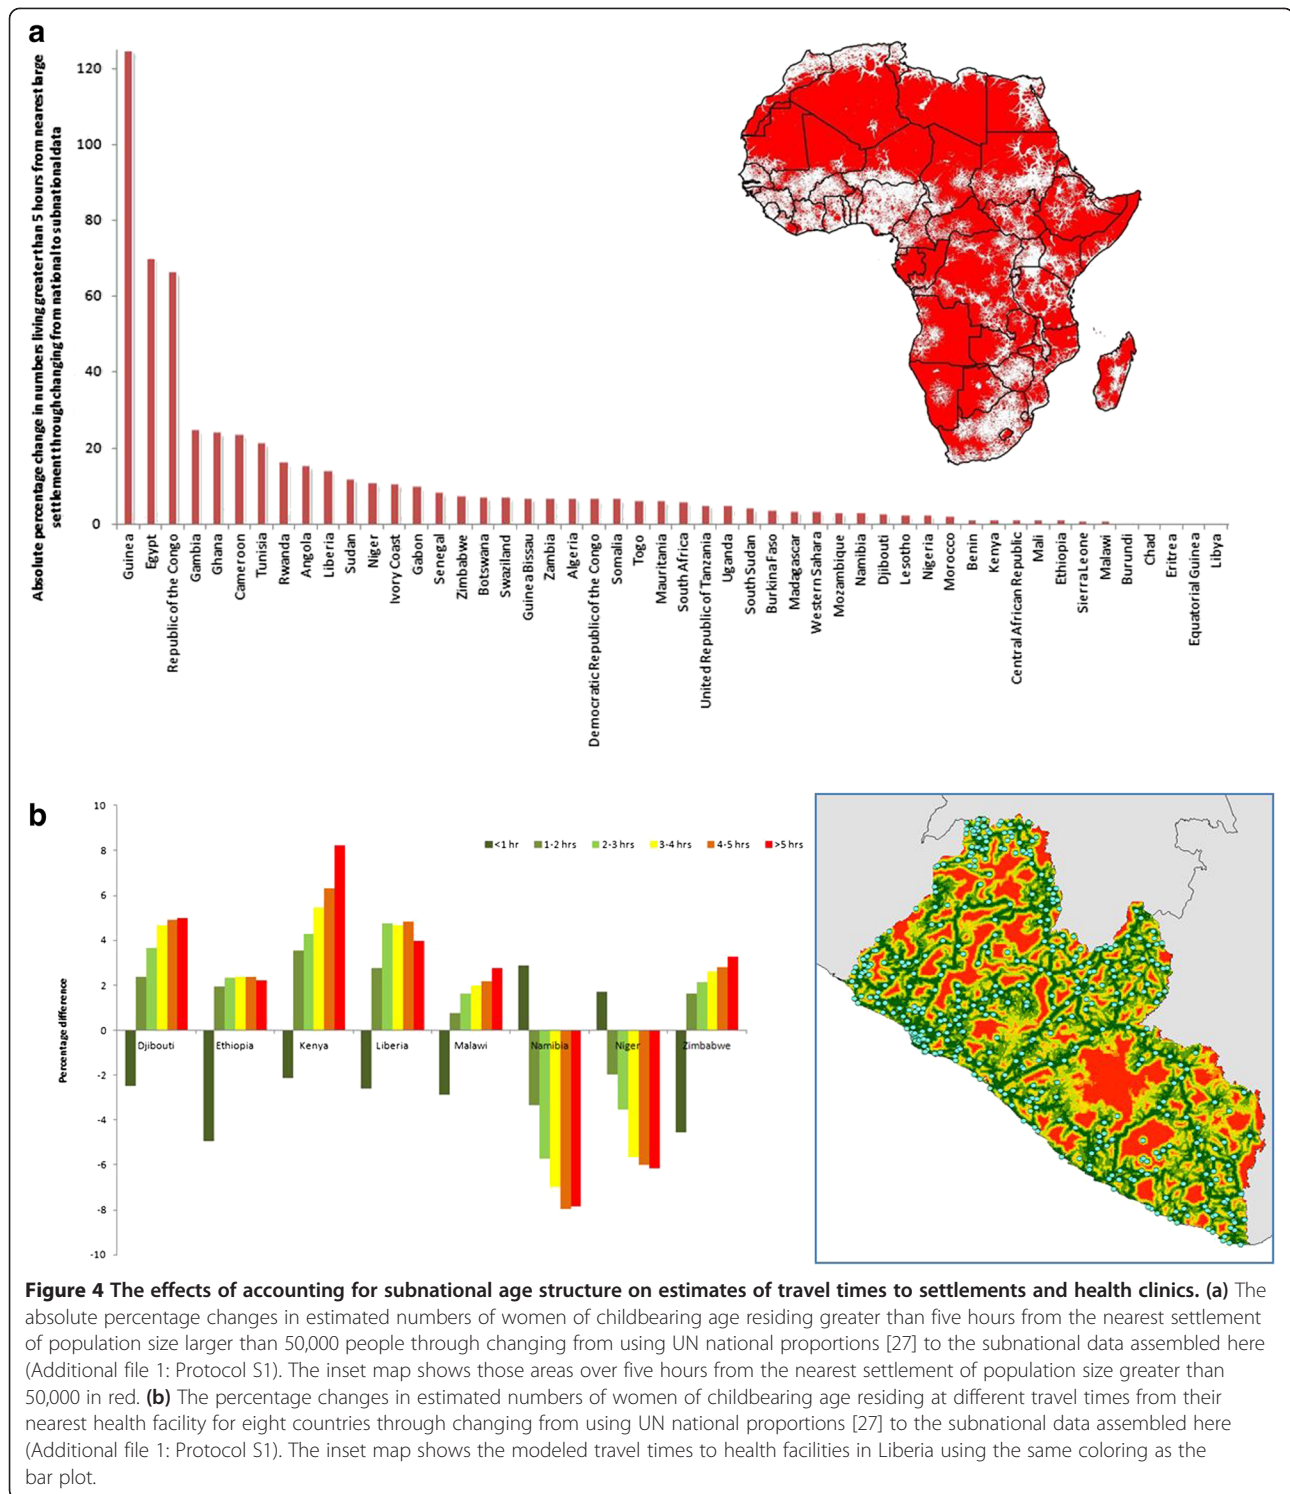 a
Absolute percentage change in numbers living greater than 5 hours from nearest large
settlement through changing from national to subnational data
120
100
80
60
40
20
0
Guinea
Egypt
Republic of the Congo
Gambia
Ghana
Cameroon
Tunisia
Rwanda
Angola
Liberia
Sudan
Niger
Ivory Coast
Gabon
Senegal
Zimbabwe
Botswana
Swaziland
Guinea Bissau
Zambia
Algeria
Democratic Republic of the Congo
Somalia
Togo
Mauritania
South Africa
United Republic of Tanzania
Uganda
South Sudan
Burkina Faso
Madagascar
Western Sahara
Mozambique
Namibia
Djibouti
Lesotho
Nigeria
Morocco
Benin
Kenya
Central African Republic
Mali
Ethiopia
Sierra Leone
Malawi
Burundi
Chad
Eritrea
Equatorial Guinea
Libya
b
Percentage difference
10
8
6
4
2
0
-2
-4
-6
-8
-10
<1 hr
1-2 hrs
2-3 hrs
3-4 hrs
4-5 hrs
>5 hrs
Djibouti
Ethiopia
Kenya
Liberia
Malawi
Namibia
Niger
Zimbabwe
Figure 4 The effects of accounting for subnational age structure on estimates of travel times to settlements and health clinics. (a) The
absolute percentage changes in estimated numbers of women of childbearing age residing greater than five hours from the nearest settlement
of population size larger than 50,000 people through changing from using UN national proportions [27] to the subnational data assembled here
(Additional file 1: Protocol S1). The inset map shows those areas over five hours from the nearest settlement of population size greater than
50,000 in red. (b) The percentage changes in estimated numbers of women of childbearing age residing at different travel times from their
nearest health facility for eight countries through changing from using UN national proportions [27] to the subnational data assembled here
(Additional file 1: Protocol S1). The inset map shows the modeled travel times to health facilities in Liberia using the same coloring as the
bar plot.